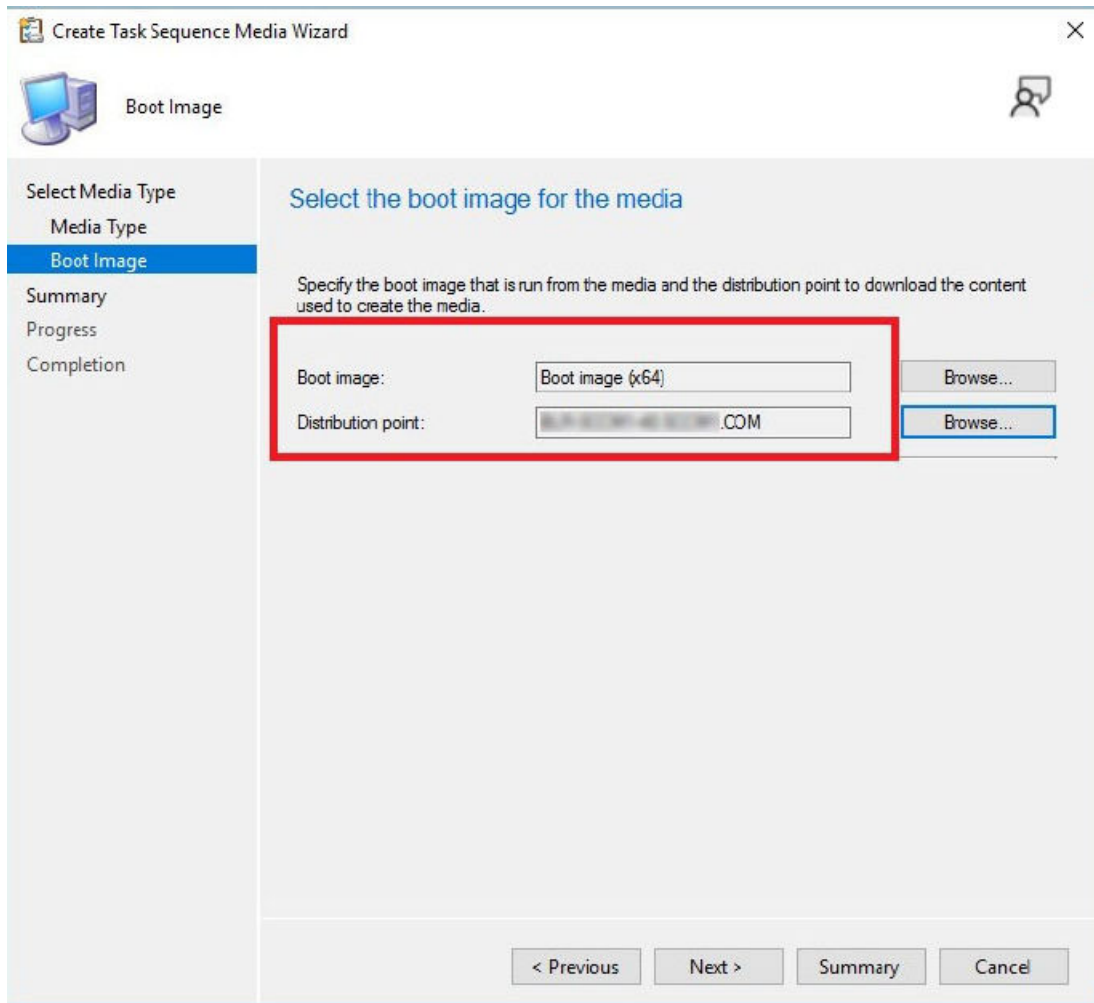 Create Task Sequence Media Wizard
Boot Image
Select Media Type
Media Type
Boot Image
Summary
Progress
Completion
Select the boot image for the media
Specify the boot image that is run from the media and the distribution point to download the content
used to create the media.
Boot image: Boot image (x64) Browse...
Distribution point: .COM Browse...
< Previous Next > Summary Cancel